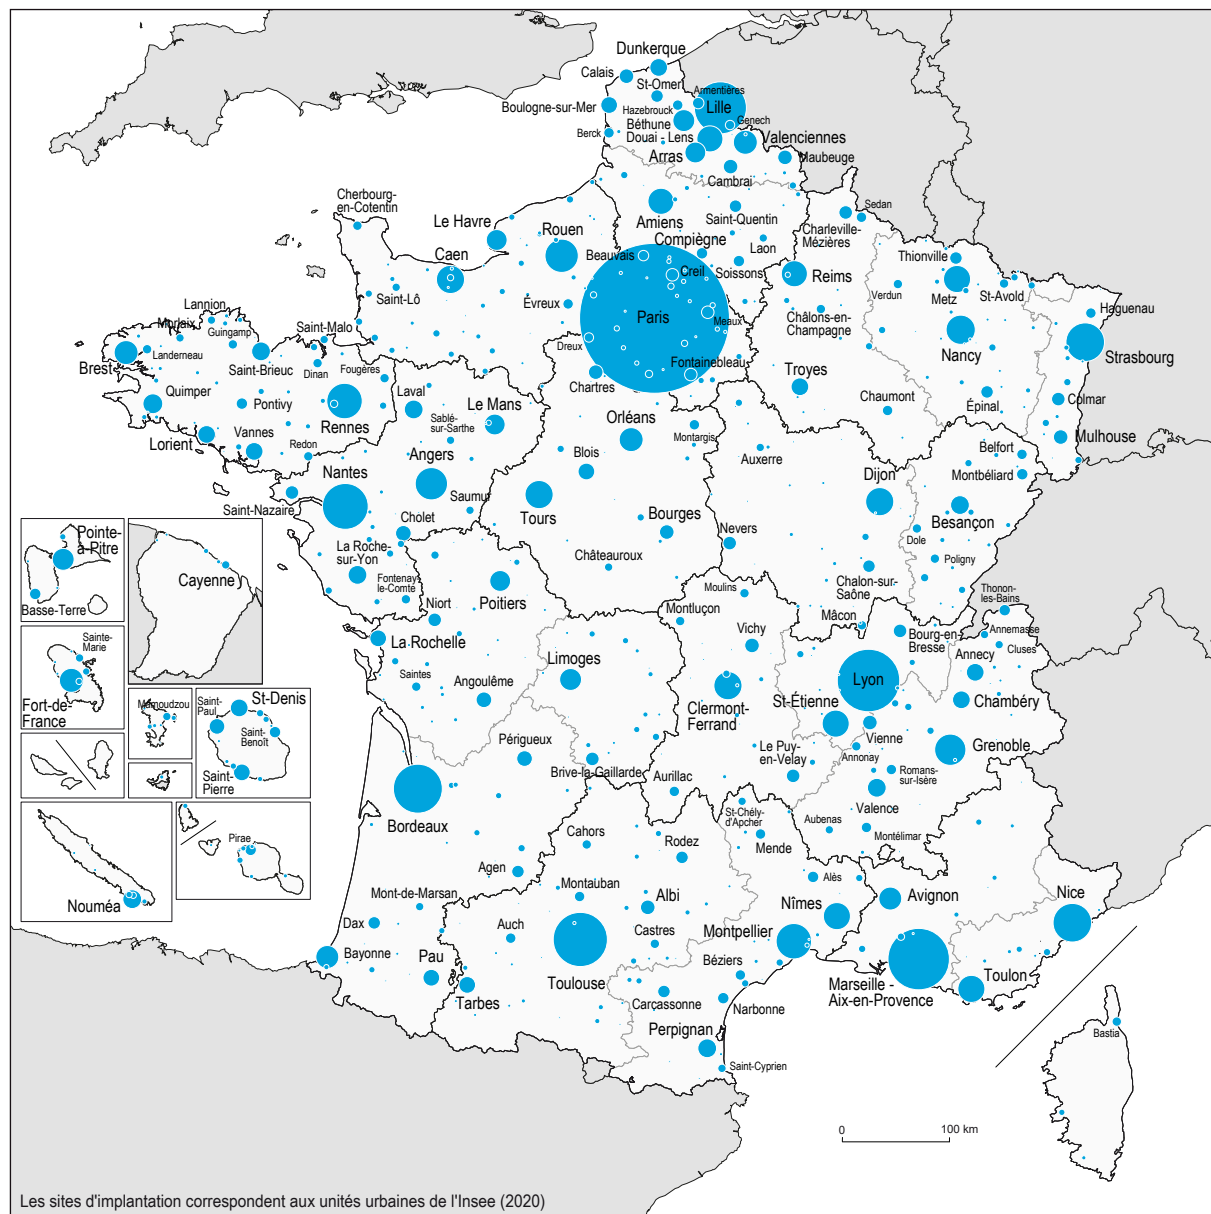 Dunkerque
Calais
St-Omer
Armentières
Boulogne-sur-Mer
Hazebrouck
Lille
Genech
Béthune
Berck
Douai - Lens
Valenciennes
Arras
Maubeuge
Cambrai
Cherbourg-
en-Cotentin
Le Havre
Rouen
Amiens
Saint-Quentin
Sedan
Charleville-
Mézières
Caen
Beauvais
Compiègne
Laon
Creil
Soissons
Reims
Thionville
Verdun
Metz
St-Avold
Haguenau
Saint-Lô
Évreux
Paris
Meaux
Châlons-en-
Champagne
Nancy
Strasbourg
Lannion
Morlaix
Guingamp
Saint-Malo
Landerneau
Brest
Saint-Brieuc
Dinan
Fougères
Dreux
Fontainebleau
Chartres
Troyes
Chaumont
Épinal
Colmar
Quimper
Pontivy
Rennes
Laval
Le Mans
Sablé-
sur-Sarthe
Orléans
Montargis
Mulhouse
Lorient
Vannes
Redon
Angers
Blois
Auxerre
Belfort
Montbéliard
Nantes
Saumur
Saint-Nazaire
Tours
Dijon
Besançon
Cholet
Bourges
Nevers
Dole
Poligny
La Roche-
sur-Yon
Fontenay-
le-Comté
Châteauroux
Chalon-sur-
Saône
Thonon-
les-Bains
Pointe-
à-Pitre
Basse-Terre
Cayenne
Niort
Poitiers
Moulins
Montluçon
Mâcon
Bourg-en-
Bresse
Annemasse
Cluses
La Rochelle
Vichy
Annecy
Sainte-
Marie
Fort-de-
France
Saintes
Limoges
Angoulême
Clermont-
Ferrand
Lyon
Chambéry
St-Étienne
Vienne
Mamoudzou
Saint-
Paul
St-Denis
Saint-
Benoît
Saint-
Pierre
Périgueux
Brive-la-Gaillarde
Aurillac
Le Puy-
en-Velay
Annonay
Grenoble
Romans-
sur-Isère
Valence
Bordeaux
Cahors
St-Chély-
d'Apcher
Aubenas
Montélimar
Pirae
Rodez
Mende
Agen
Nouméa
Mont-de-Marsan
Montauban
Albi
Alès
Avignon
Nice
Dax
Auch
Castres
Nîmes
Montpellier
Bayonne
Pau
Toulouse
Béziers
Marseille -
Aix-en-Provence
Toulon
Tarbes
Carcassonne
Narbonne
Perpignan
Saint-Cyprien
Bastia
0
100 km
Les sites d'implantation correspondent aux unités urbaines de l'Insee (2020)